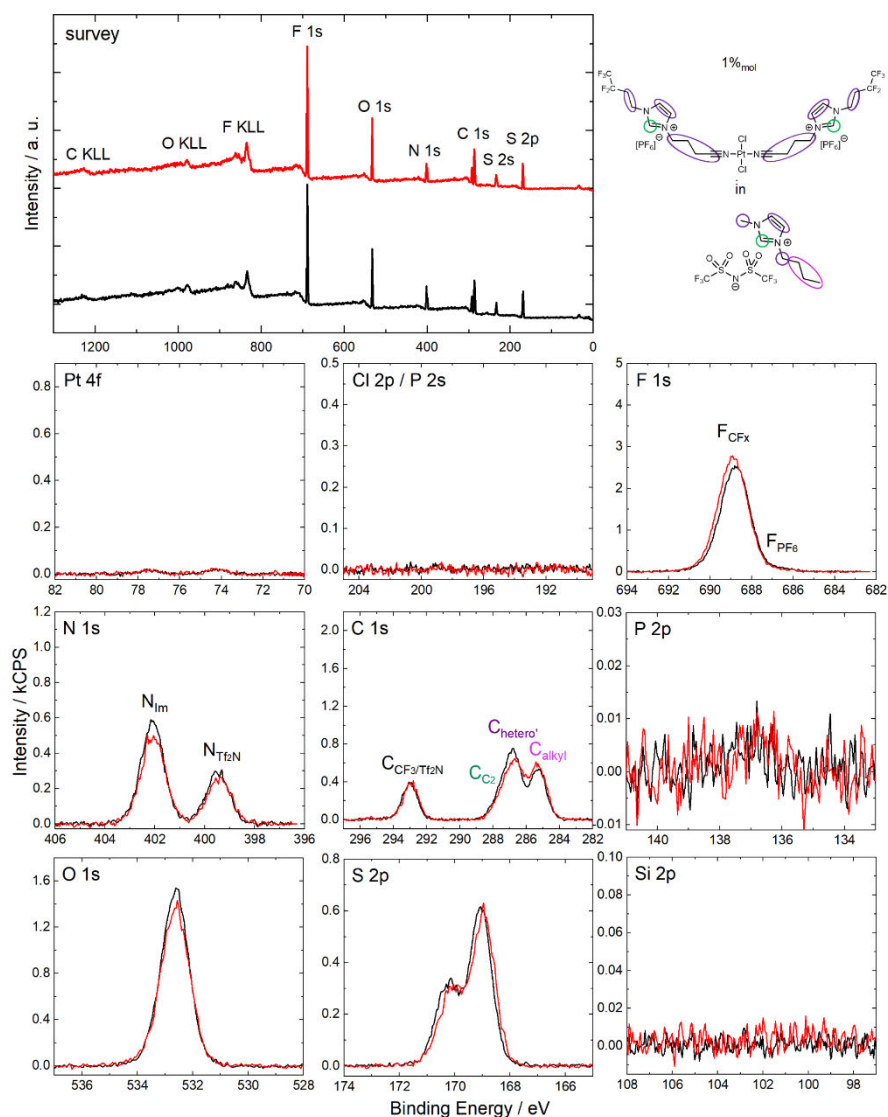 survey
F 1s
O 1s
C KLL
O KLL
F KLL
N 1s
C 1s
S 2s
S 2p
Intensity / a. u.
1200
1000
800
600
400
200
0
1%mol
F3C
F2C
N
N
⊕
[PF6]⊖
Cl
N
Pt
N
Cl
[PF6]⊖
N
⊕
N
CF3
CF2
in
N
N
⊕
O
O
S
F3C
N
⊖
O
O
S
CF3
Pt 4f
0.8
0.6
0.4
0.2
0.0
82 80 78 76 74 72 70
Cl 2p / P 2s
0.5
0.4
0.3
0.2
0.1
0.0
204 200 196 192
F 1s
5
4
3
2
1
0
FCFx
FPF6
694 692 690 688 686 684 682
Intensity / kCPS
N 1s
1.2
1.0
0.8
0.6
0.4
0.2
0.0
NIm
NTf2N
406 404 402 400 398 396
C 1s
2.0
1.6
1.2
0.8
0.4
0.0
CCF3/Tf2N
Chetero'
CC2
Calkyl
296 294 292 290 288 286 284 282
P 2p
0.02
0.01
0.01
0.00
0.01
140 138 136 134
O 1s
1.6
1.2
0.8
0.4
0.0
536 534 532 530 528
S 2p
0.8
0.6
0.4
0.2
0.0
174 172 170 168 166
Si 2p
0.10
0.08
0.06
0.04
0.02
0.00
108 106 104 102 100 98
Binding Energy / eV